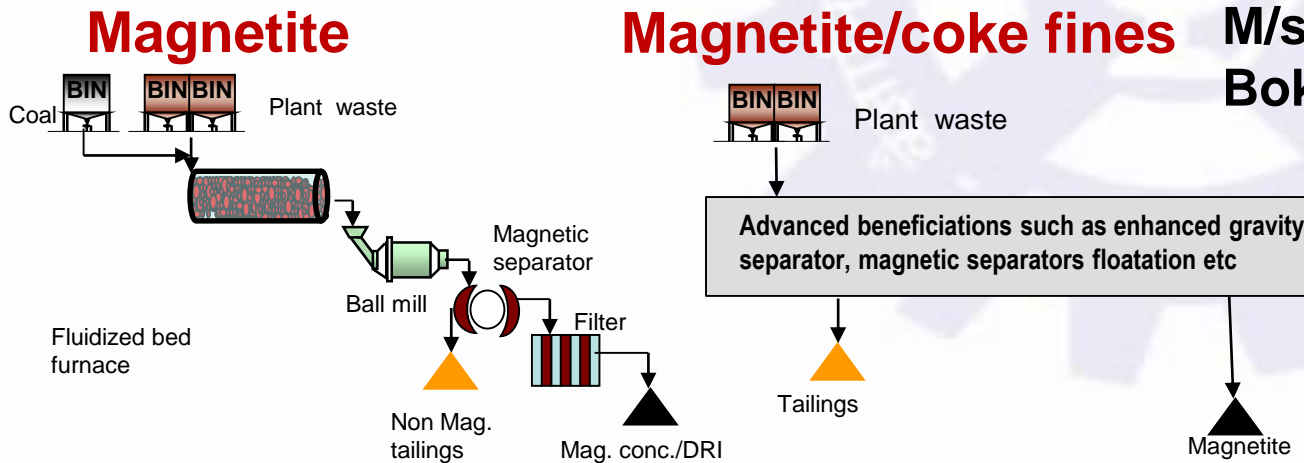 Magnetite
Coal
BIN
BIN BIN
Plant waste
Fluidized bed
furnace
Ball mill
Magnetic
separator
Filter
Non Mag.
tailings
Mag. conc./DRI
Magnetite/coke fines
M/s
Bok
BIN BIN
Plant waste
Advanced beneficiations such as enhanced gravity
separator, magnetic separators floatation etc
Tailings
Magnetite